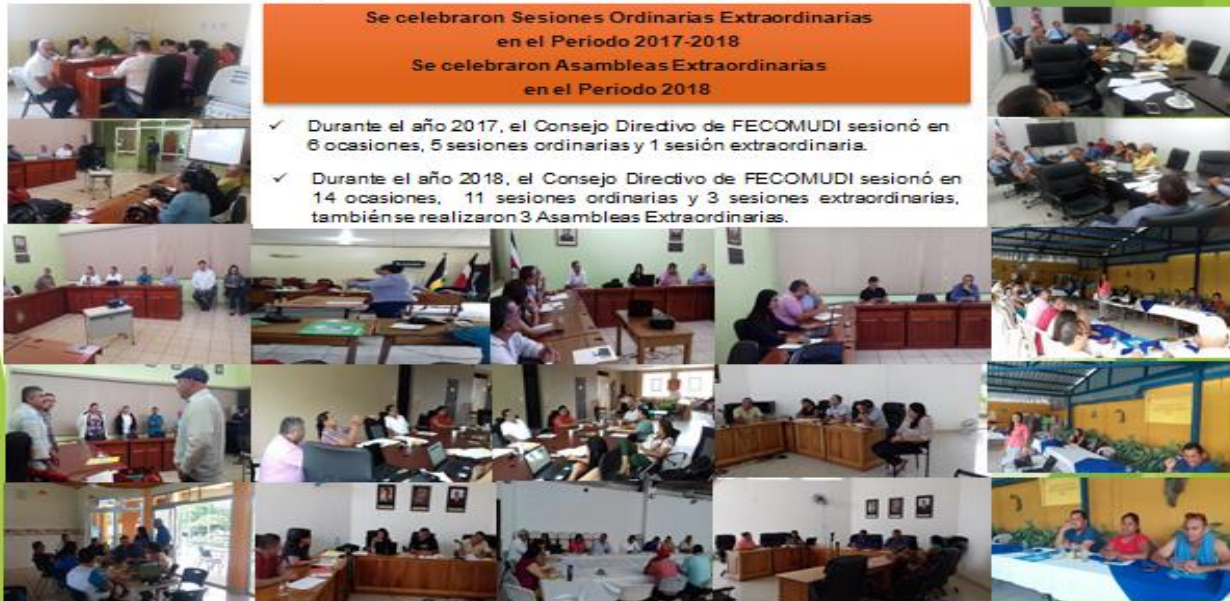 Se celebraron Sesiones Ordinarias Extraordinarias
en el Periodo 2017-2018
Se celebraron Asambleas Extraordinarias
en el Periodo 2018
✓ Durante el año 2017, el Consejo Directivo de FECOMUDI sesionó en
6 ocasiones, 5 sesiones ordinarias y 1 sesión extraordinaria.
✓ Durante el año 2018, el Consejo Directivo de FECOMUDI sesionó en
14 ocasiones, 11 sesiones ordinarias y 3 sesiones extraordinarias,
también se realizaron 3 Asambleas Extraordinarias.